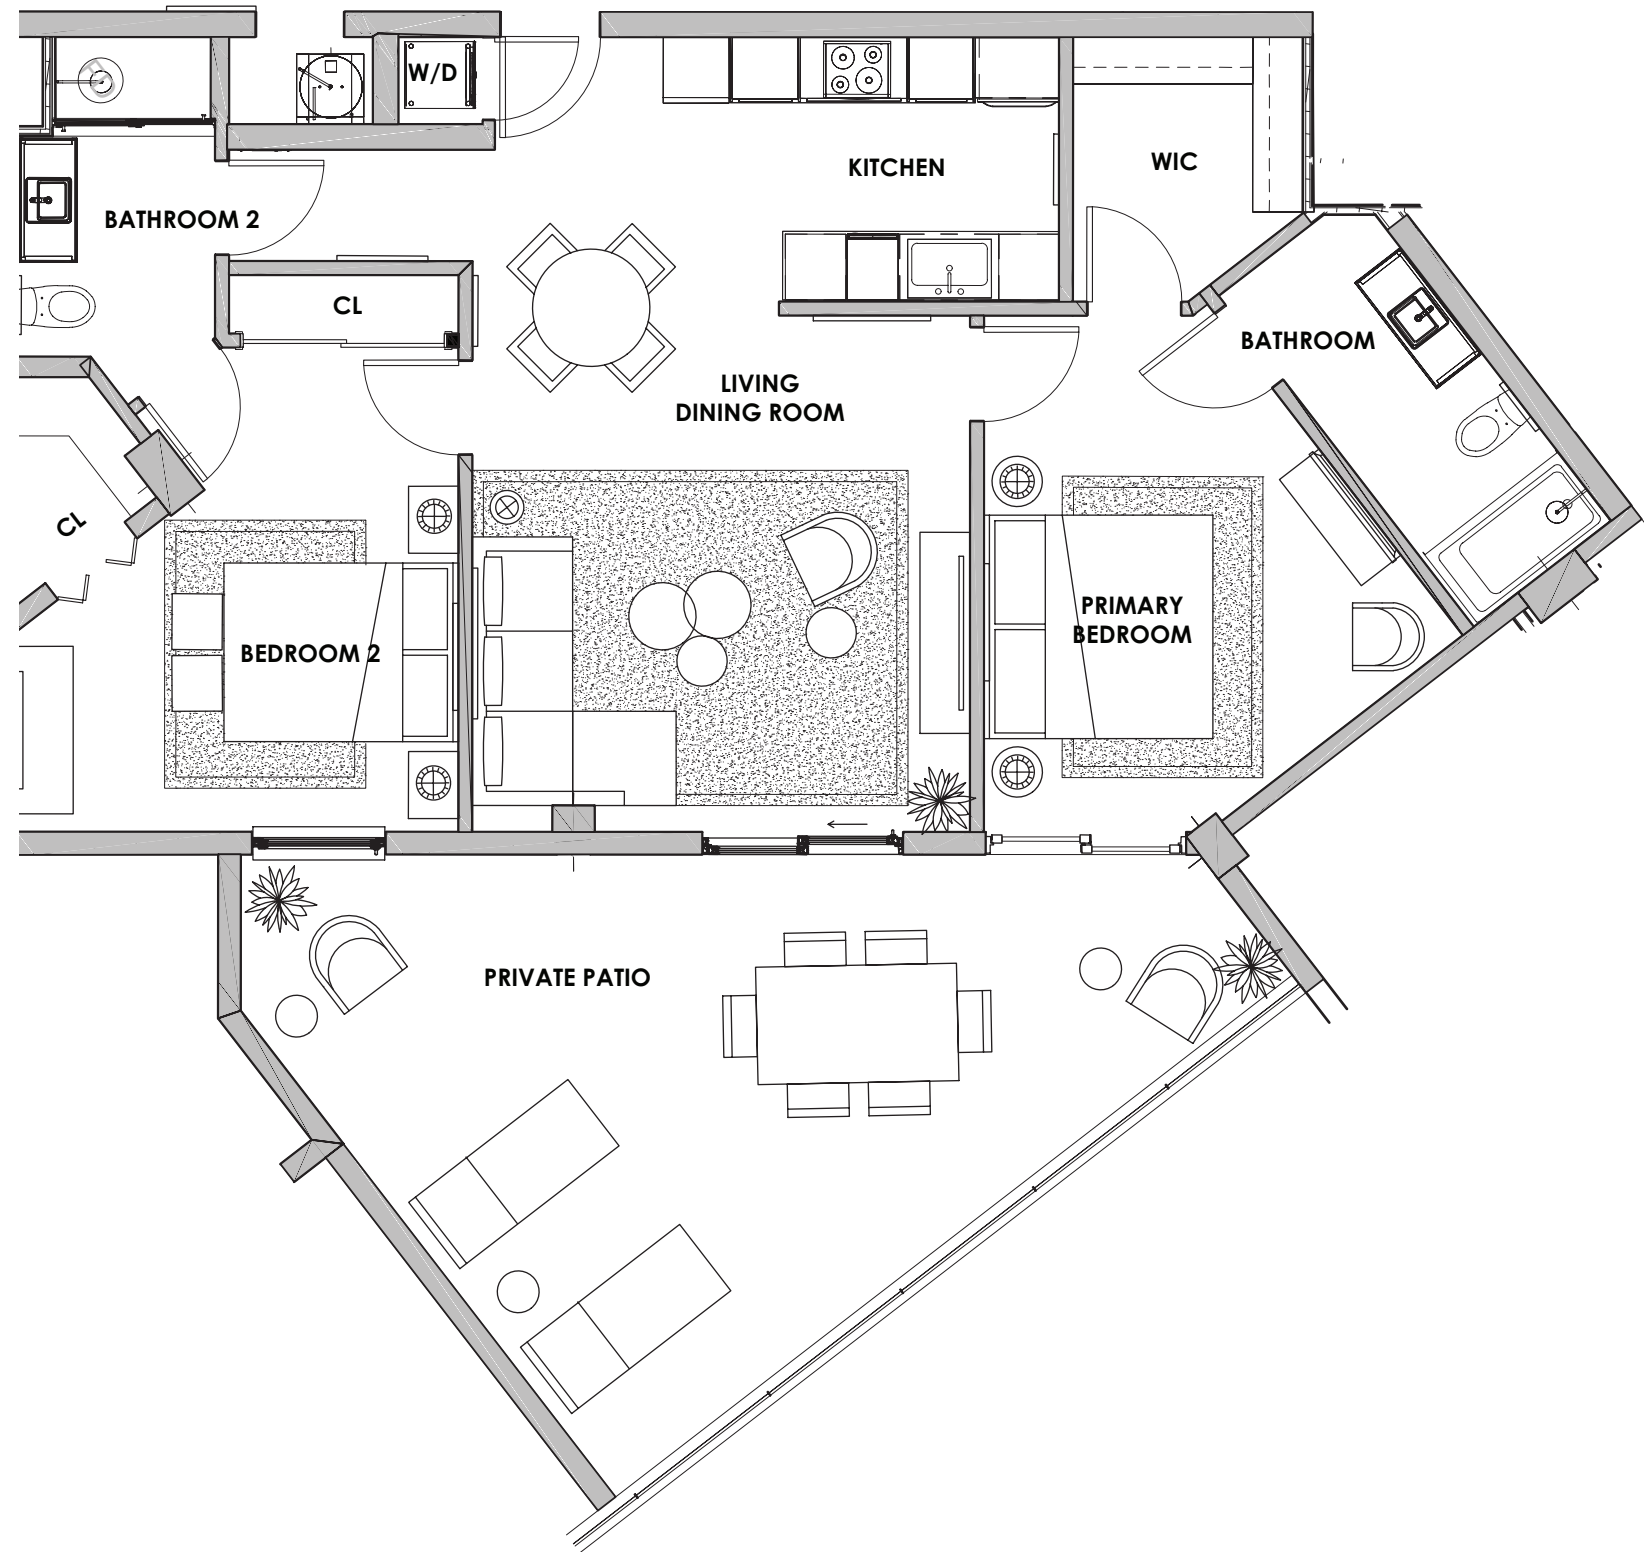 W/D
KITCHEN
WIC
BATHROOM 2
CL
BATHROOM
LIVING
DINING ROOM
CL
PRIMARY
BEDROOM
BEDROOM 2
PRIVATE PATIO